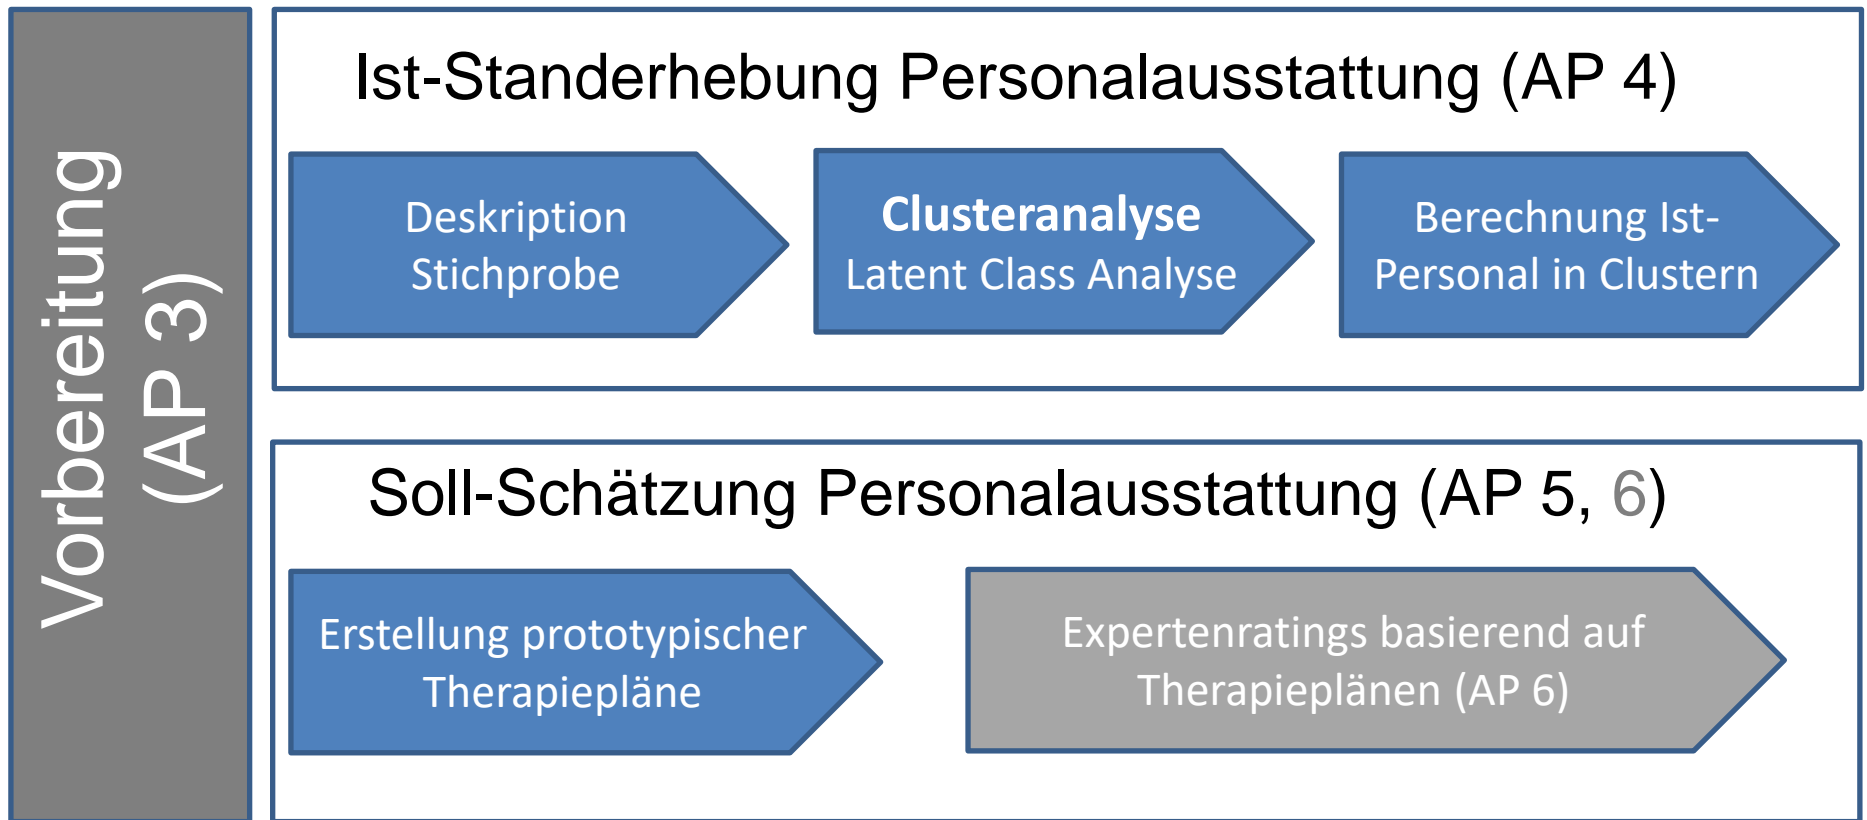 Vorbereitung
(AP 3)
Ist-Standerhebung Personalausstattung (AP 4)
Deskription
Stichprobe
Clusteranalyse
Latent Class Analyse
Berechnung Ist-
Personal in Clustern
Soll-Schätzung Personalausstattung (AP 5, 6)
Erstellung prototypischer
Therapiepläne
Expertenratings basierend auf
Therapieplänen (AP 6)